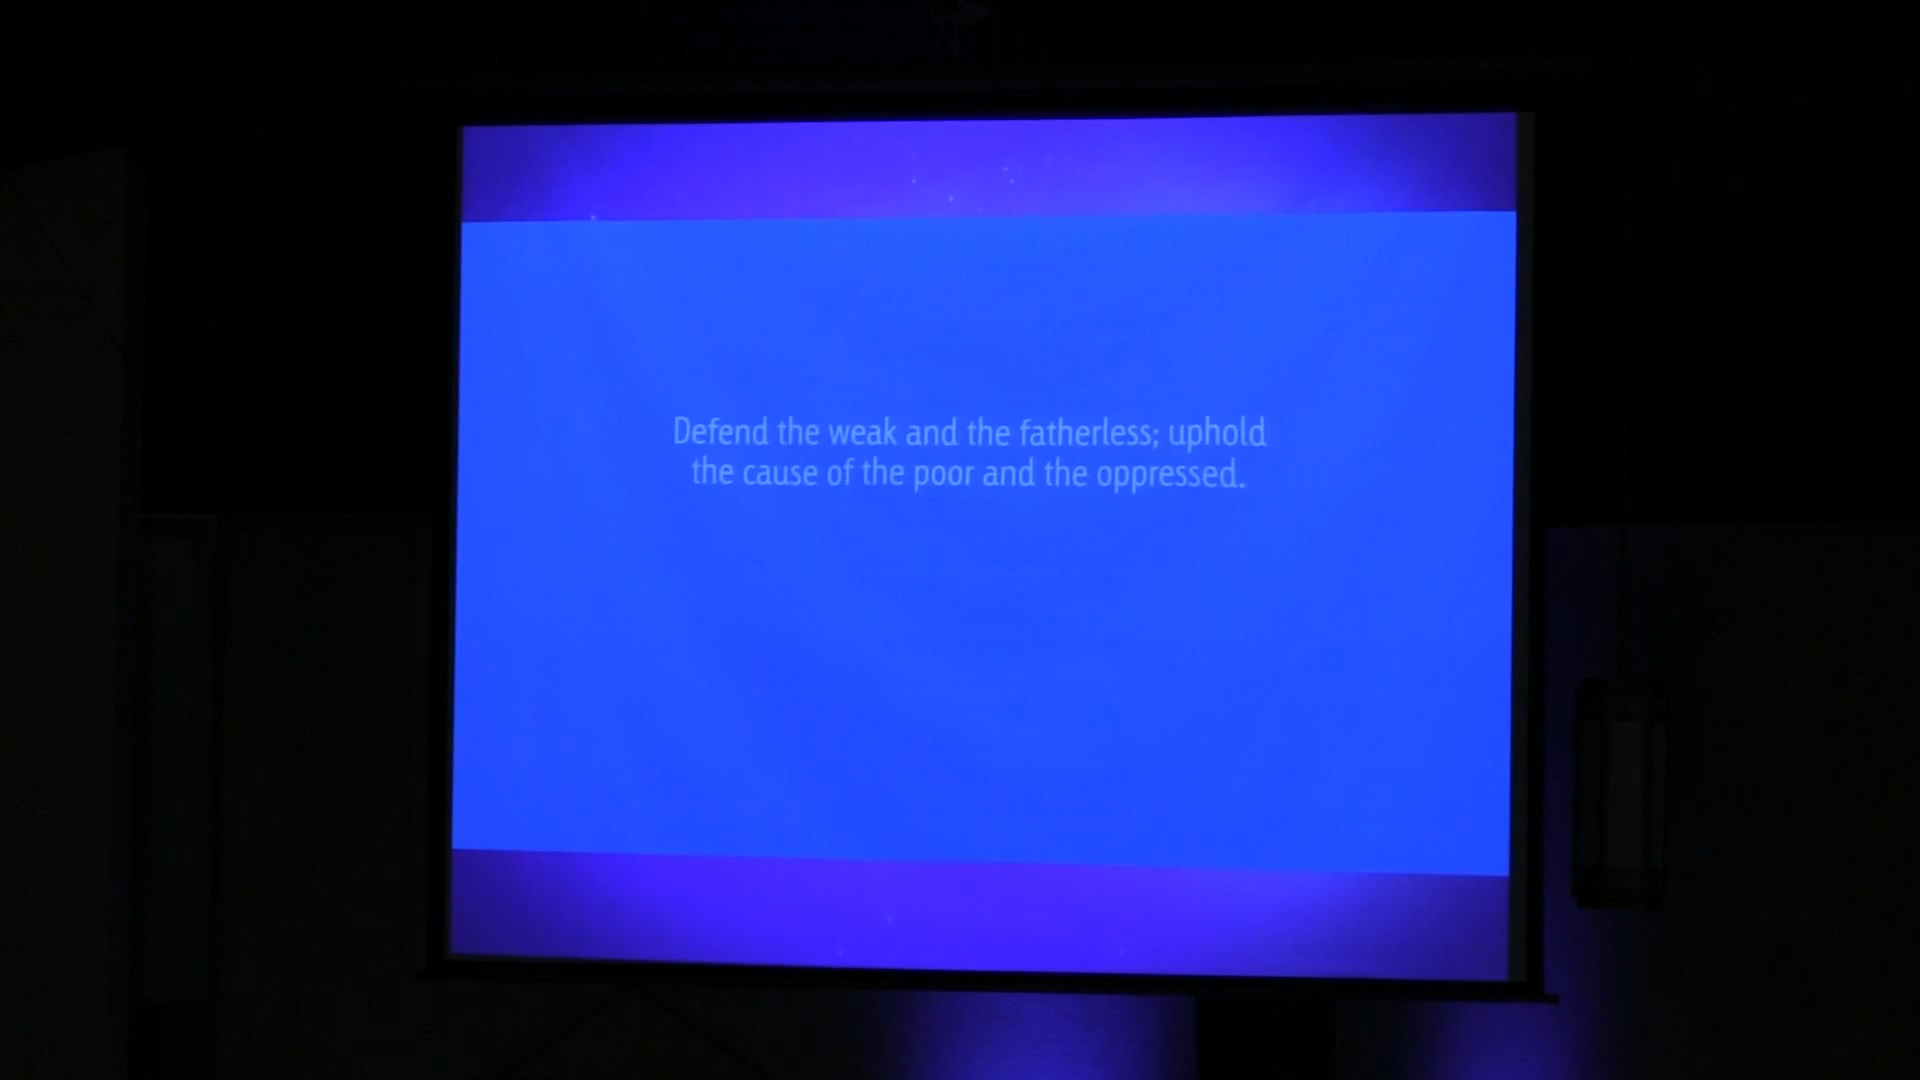 Defend the weak and the fatherless; uphold
the cause of the poor and the oppressed.